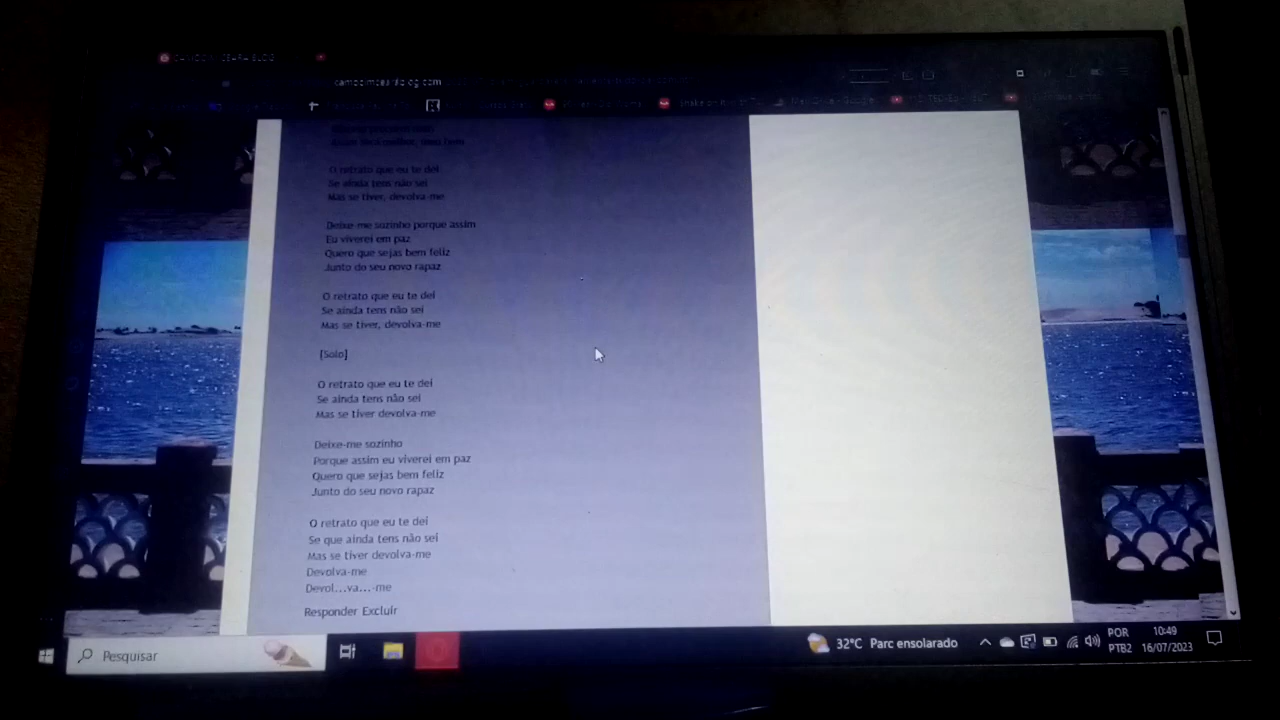 CAMOCIM CEARÁ BLOG
O retrato que eu te dei
Se ainda tens não sei
Mas se tiver, devolva-me
Deixe-me sozinho porque assim
Eu viverei em paz
Quero que sejas bem feliz
Junto do seu novo rapaz
O retrato que eu te dei
Se ainda tens não sei
Mas se tiver, devolva-me
[Solo]
O retrato que eu te dei
Se ainda tens não sei
Mas se tiver devolva-me
Deixe-me sozinho
Porque assim eu viverei em paz
Quero que sejas bem feliz
Junto do seu novo rapaz
O retrato que eu te dei
Se que ainda tens não sei
Mas se tiver devolva-me
Devolva-me
Devol...va...-me
Responder Excluir
Pesquisar
32°C Parc ensolarado
POR
PTB2
10:49
16/07/2023